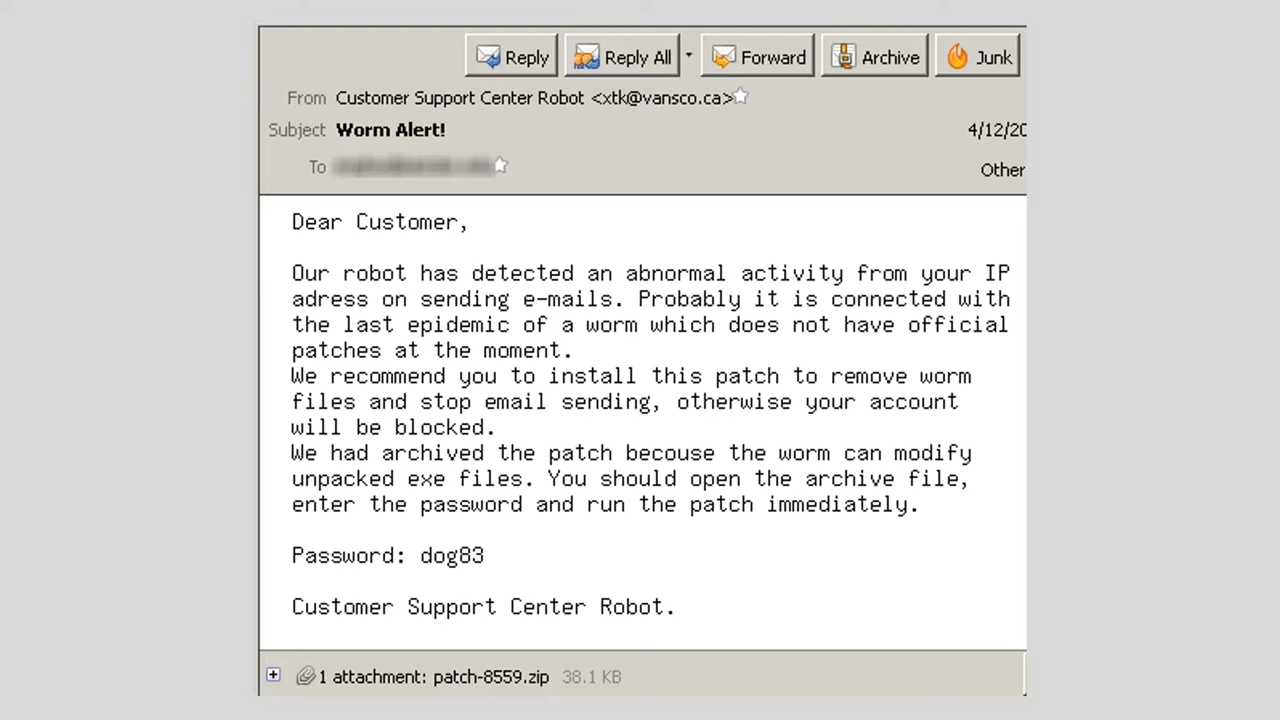 Reply Reply All Forward Archive Junk
From Customer Support Center Robot <xtk@vansco.ca>
Subject Worm Alert! 4/12/20
To
Other
Dear Customer,
Our robot has detected an abnormal activity from your IP
adress on sending e-mails. Probably it is connected with
the last epidemic of a worm which does not have official
patches at the moment.
We recommend you to install this patch to remove worm
files and stop email sending, otherwise your account
will be blocked.
We had archived the patch becouse the worm can modify
unpacked exe files. You should open the archive file,
enter the password and run the patch immediately.
Password: dog83
Customer Support Center Robot.
1 attachment: patch-8559.zip 38.1 KB